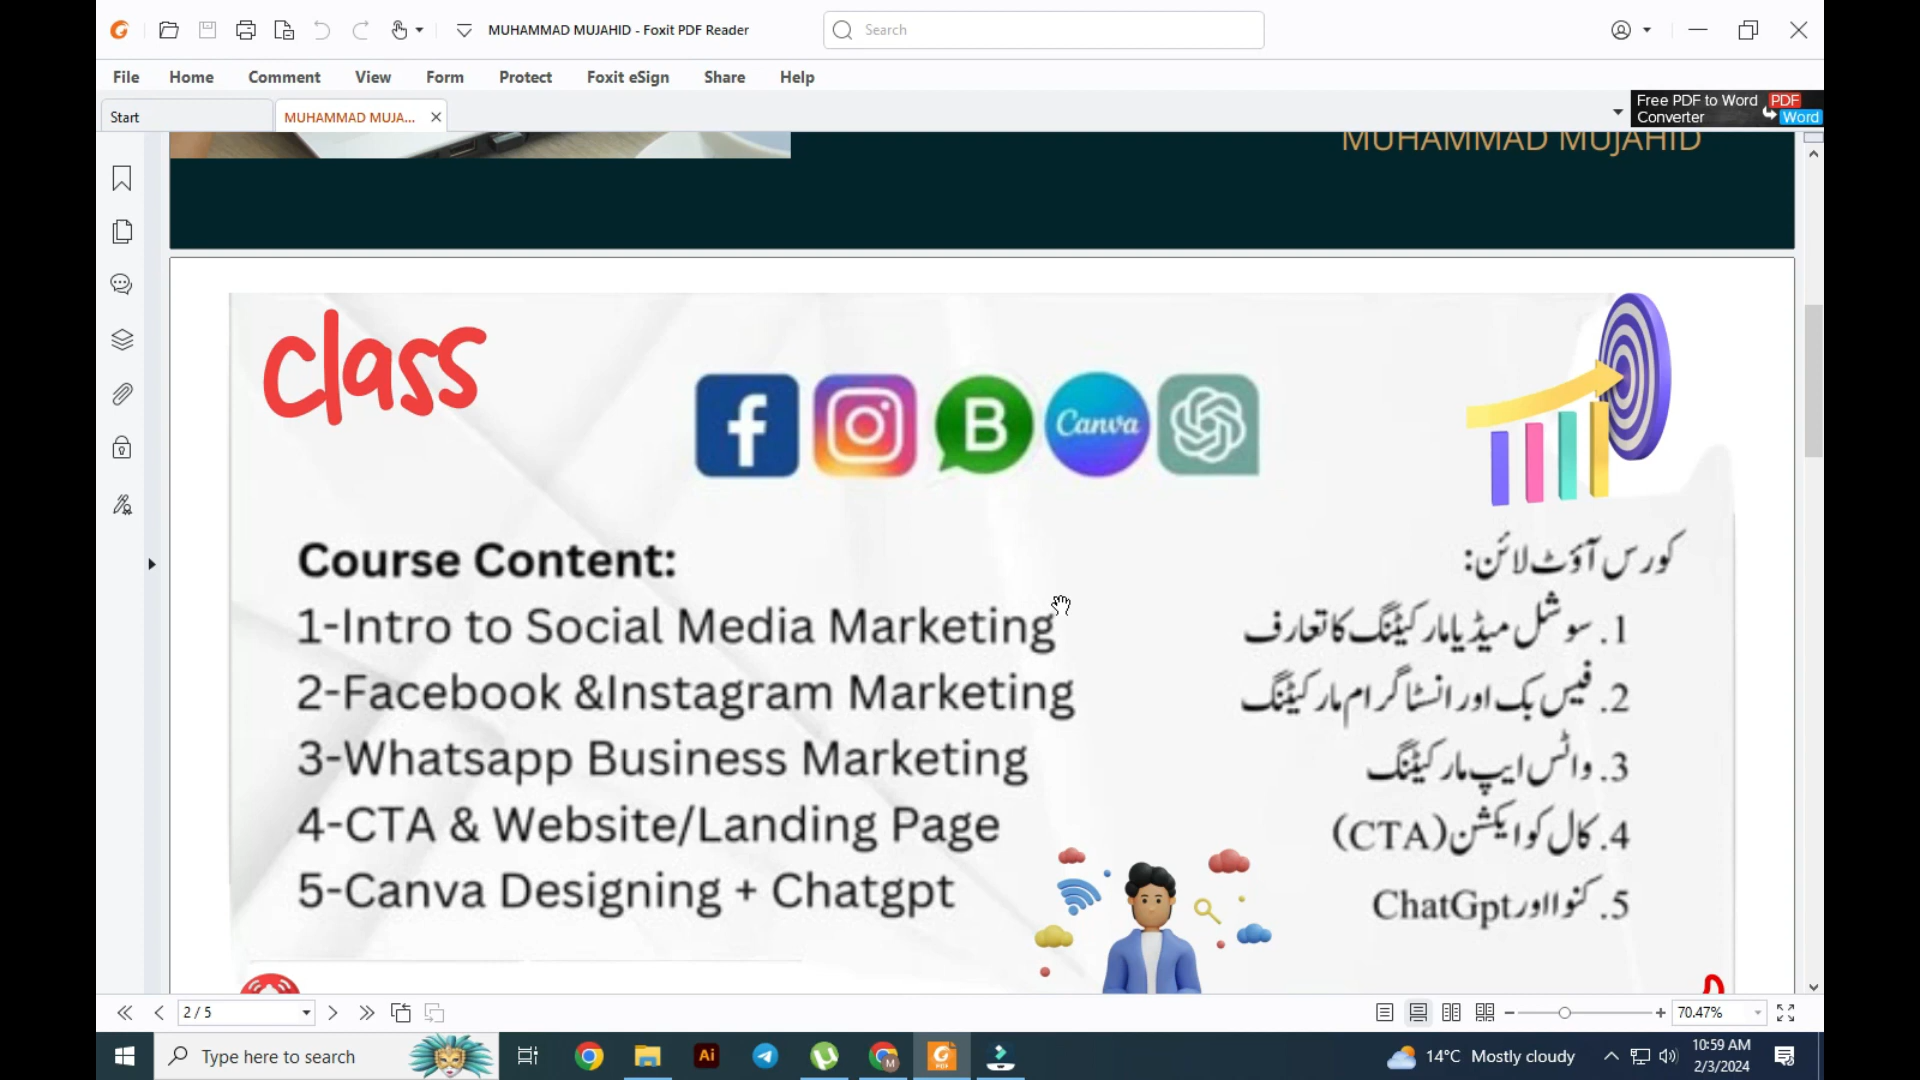 MUHAMMAD MUJAHID - Foxit PDF Reader
Search
File Home Comment View Form Protect Foxit eSign Share Help
Start
MUHAMMAD MUJA...
Free PDF to Word Converter
PDF
Word
MUHAMMAD MUJAHID
class
f
B
Canva
Course Content:
1-Intro to Social Media Marketing
2-Facebook &Instagram Marketing
3-Whatsapp Business Marketing
4-CTA & Website/Landing Page
5-Canva Designing + Chatgpt
کورس آؤٹ لائن:
1. سوشل میڈیا مارکیٹنگ کا تعارف
2. فیس بک اور انسٹاگرام مارکیٹنگ
3. واٹس ایپ مارکیٹنگ
4. کال ٹو ایکشن (CTA)
5. کنوا اور ChatGpt
2 / 5
70.47%
Type here to search
Ai
M
PDF
14°C Mostly cloudy
10:59 AM
2/3/2024